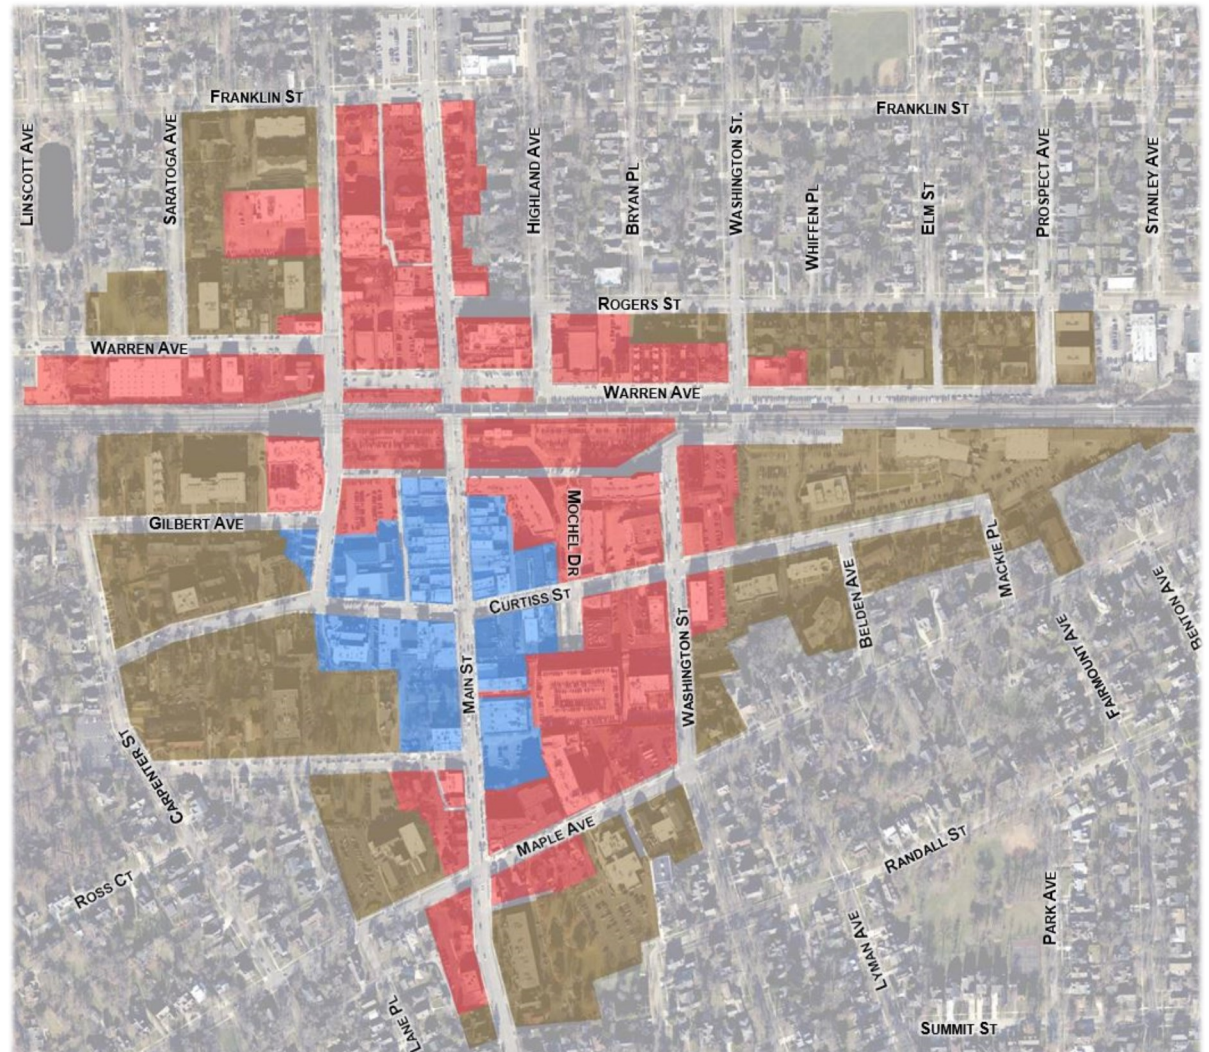 FRANKLIN ST
FRANKLIN ST
LINSCOTT AVE
SARATOGA AVE
HIGHLAND AVE
BRYAN PL
WASHINGTON ST.
WHIFFEN PL
ELM ST
PROSPECT AVE
STANLEY AVE
ROGERS ST
WARREN AVE
WARREN AVE
GILBERT AVE
MOCHEL DR
CURTISS ST
MACKIE PL
BELDEN AVE
BENTON AVE
FAIRMOUNT AVE
MAIN ST
WASHINGTON ST
CARPENTER ST
MAPLE AVE
RANDALL ST
ROSS CT
PARK AVE
LYMAN AVE
LANE PL
SUMMIT ST